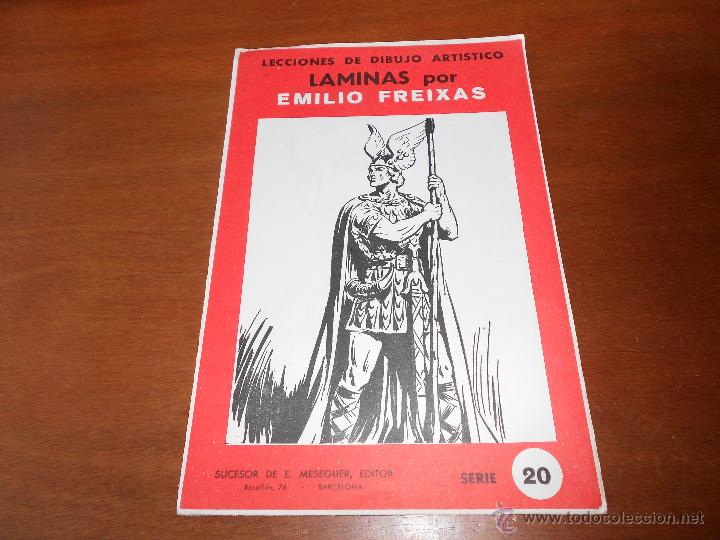 LECCIONES DE DIBUJO ARTISTICO
LAMINAS por
EMILIO FREIXAS
SUCESOR DE E. MESEGUER, EDITOR
Rosellón, 76 - BARCELONA
SERIE 20
www.todocoleccion.net